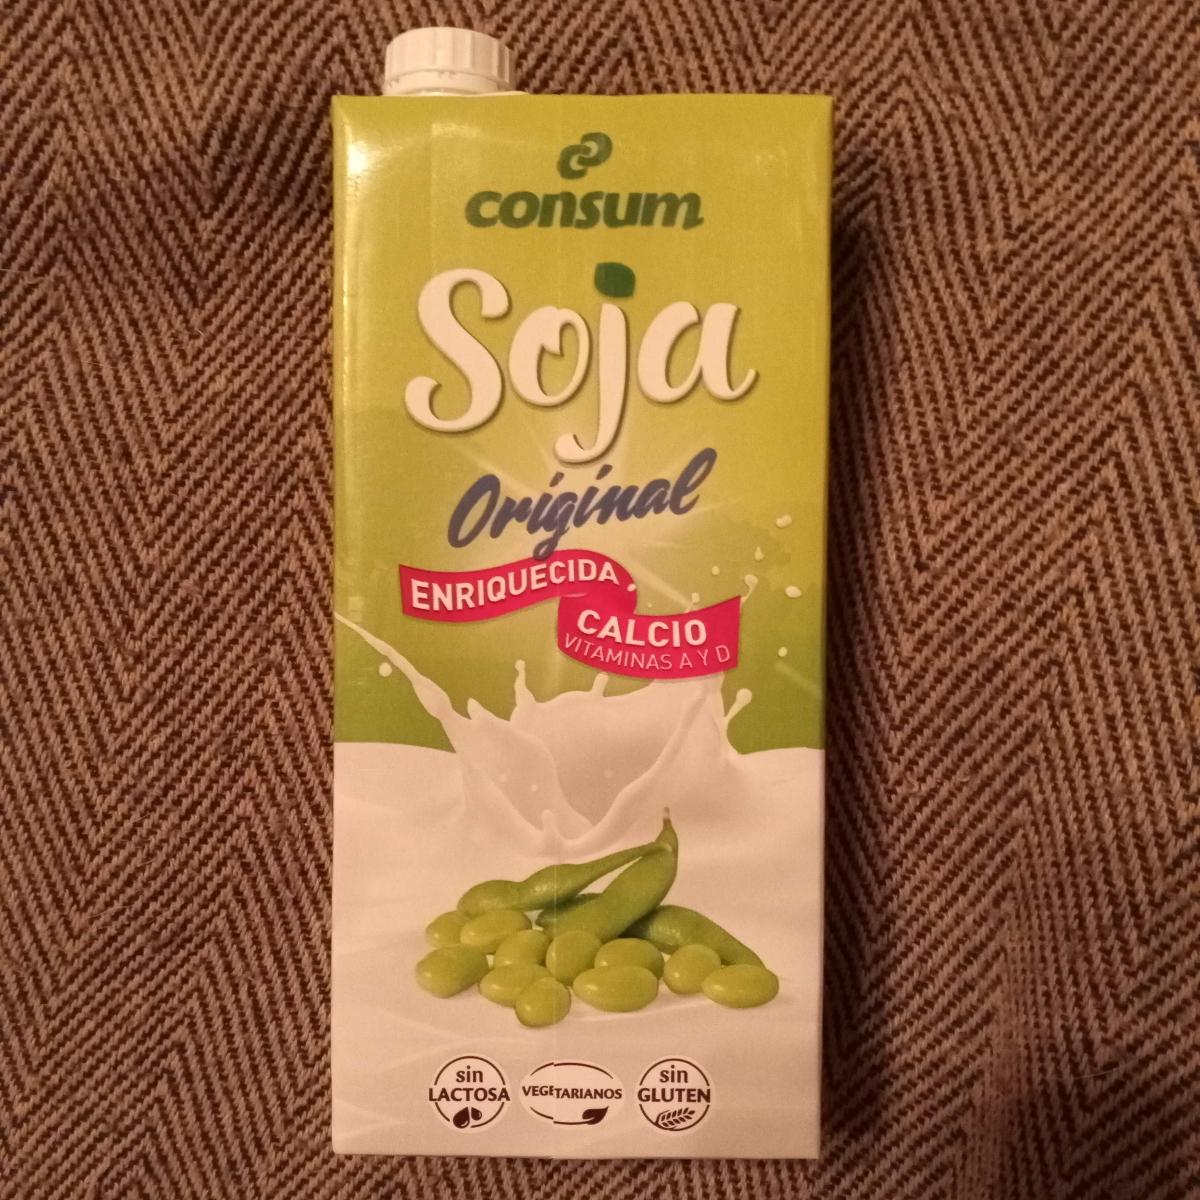 consum
Soja
Original
ENRIQUECIDA
CALCIO
VITAMINAS A Y D
sin
LACTOSA
VEGETARIANOS
sin
GLUTEN